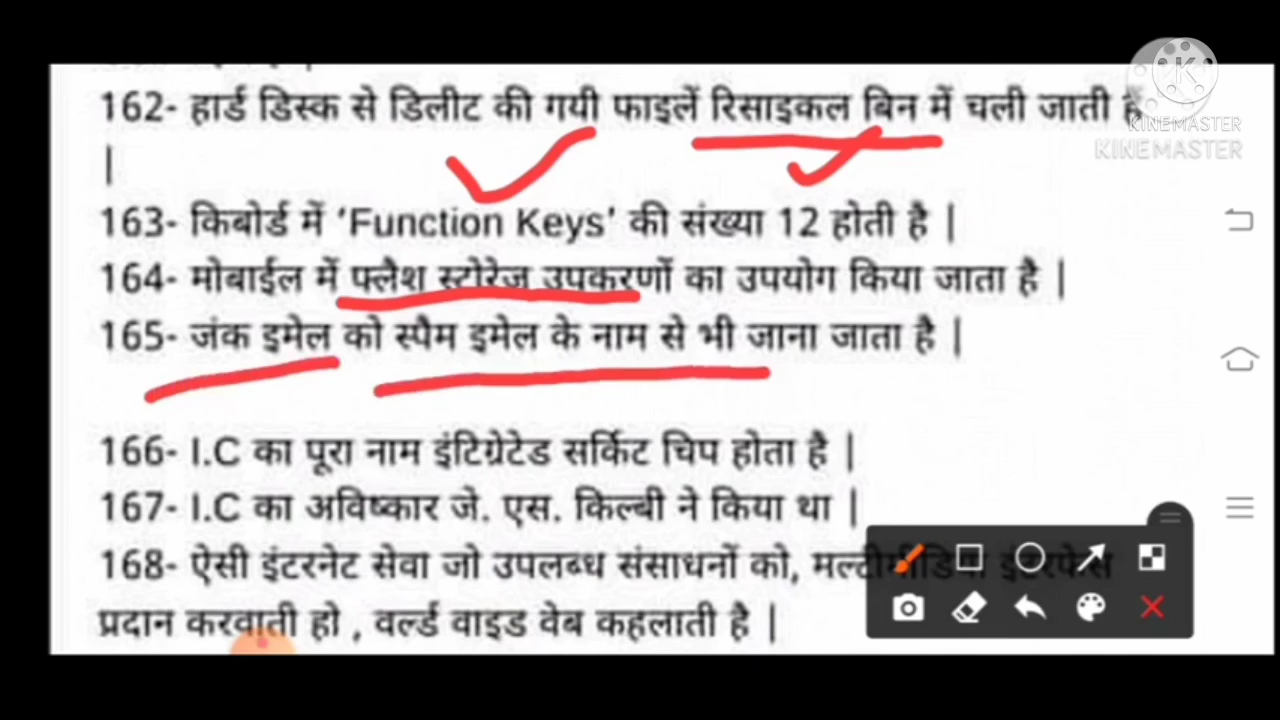 162- हार्ड डिस्क से डिलीट की गयी फाइलें रिसाइकल बिन में चली जाती हैं
|
163- किबोर्ड में ‘Function Keys’ की संख्या 12 होती है |
164- मोबाईल में फ्लैश स्टोरेज उपकरणों का उपयोग किया जाता है |
165- जंक इमेल को स्पैम इमेल के नाम से भी जाना जाता है |
166- I.C का पूरा नाम इंटिग्रेटेड सर्किट चिप होता है |
167- I.C का अविष्कार जे. एस. किल्बी ने किया था |
168- ऐसी इंटरनेट सेवा जो उपलब्ध संसाधनों को, मल्टीमीडिया इंटरफेस
प्रदान करवाती हो , वर्ल्ड वाइड वेब कहलाती है |
KINEMASTER
KINEMASTER